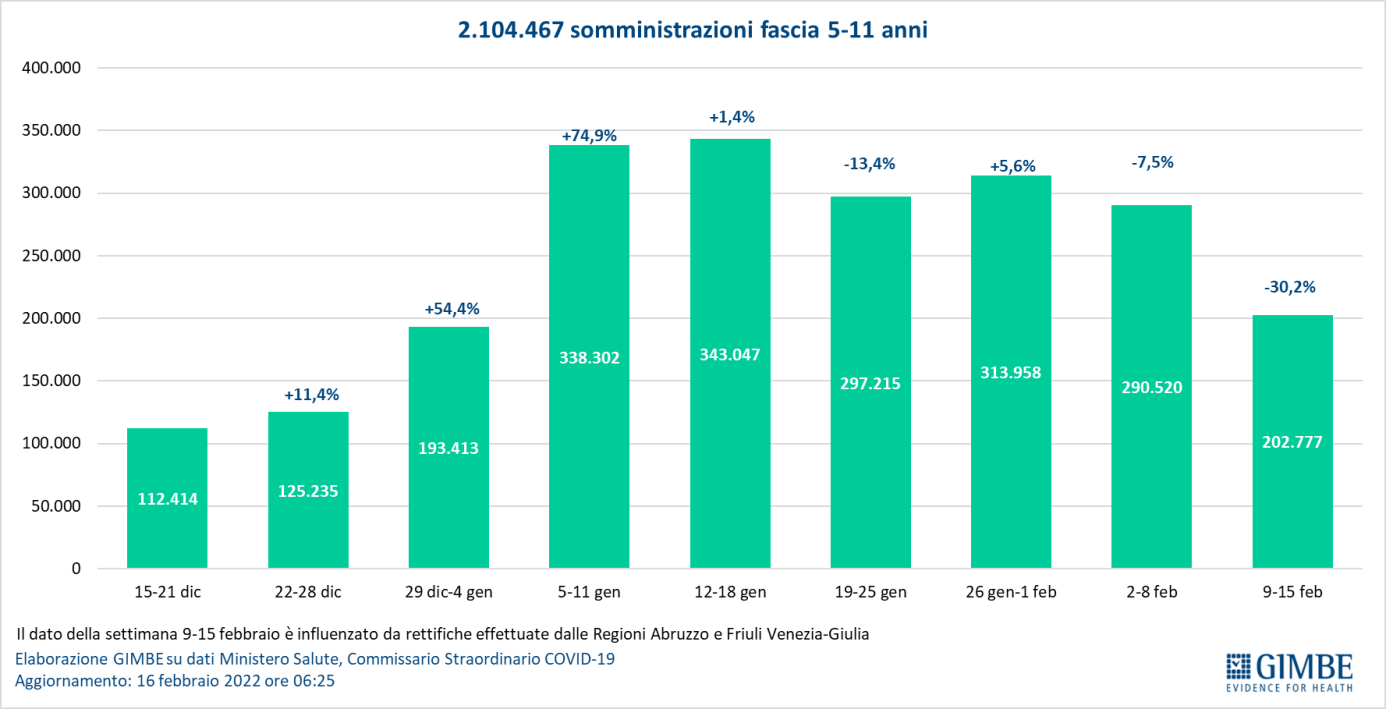 2.104.467 somministrazioni fascia 5-11 anni
400.000
350.000
300.000
250.000
200.000
150.000
100.000
50.000
0
+11,4%
+54,4%
+74,9%
+1,4%
-13,4%
+5,6%
-7,5%
-30,2%
112.414
125.235
193.413
338.302
343.047
297.215
313.958
290.520
202.777
15-21 dic
22-28 dic
29 dic-4 gen
5-11 gen
12-18 gen
19-25 gen
26 gen-1 feb
2-8 feb
9-15 feb
Il dato della settimana 9-15 febbraio è influenzato da rettifiche effettuate dalle Regioni Abruzzo e Friuli Venezia-Giulia
Elaborazione GIMBE su dati Ministero Salute, Commissario Straordinario COVID-19
Aggiornamento: 16 febbraio 2022 ore 06:25
GIMBE
EVIDENCE FOR HEALTH